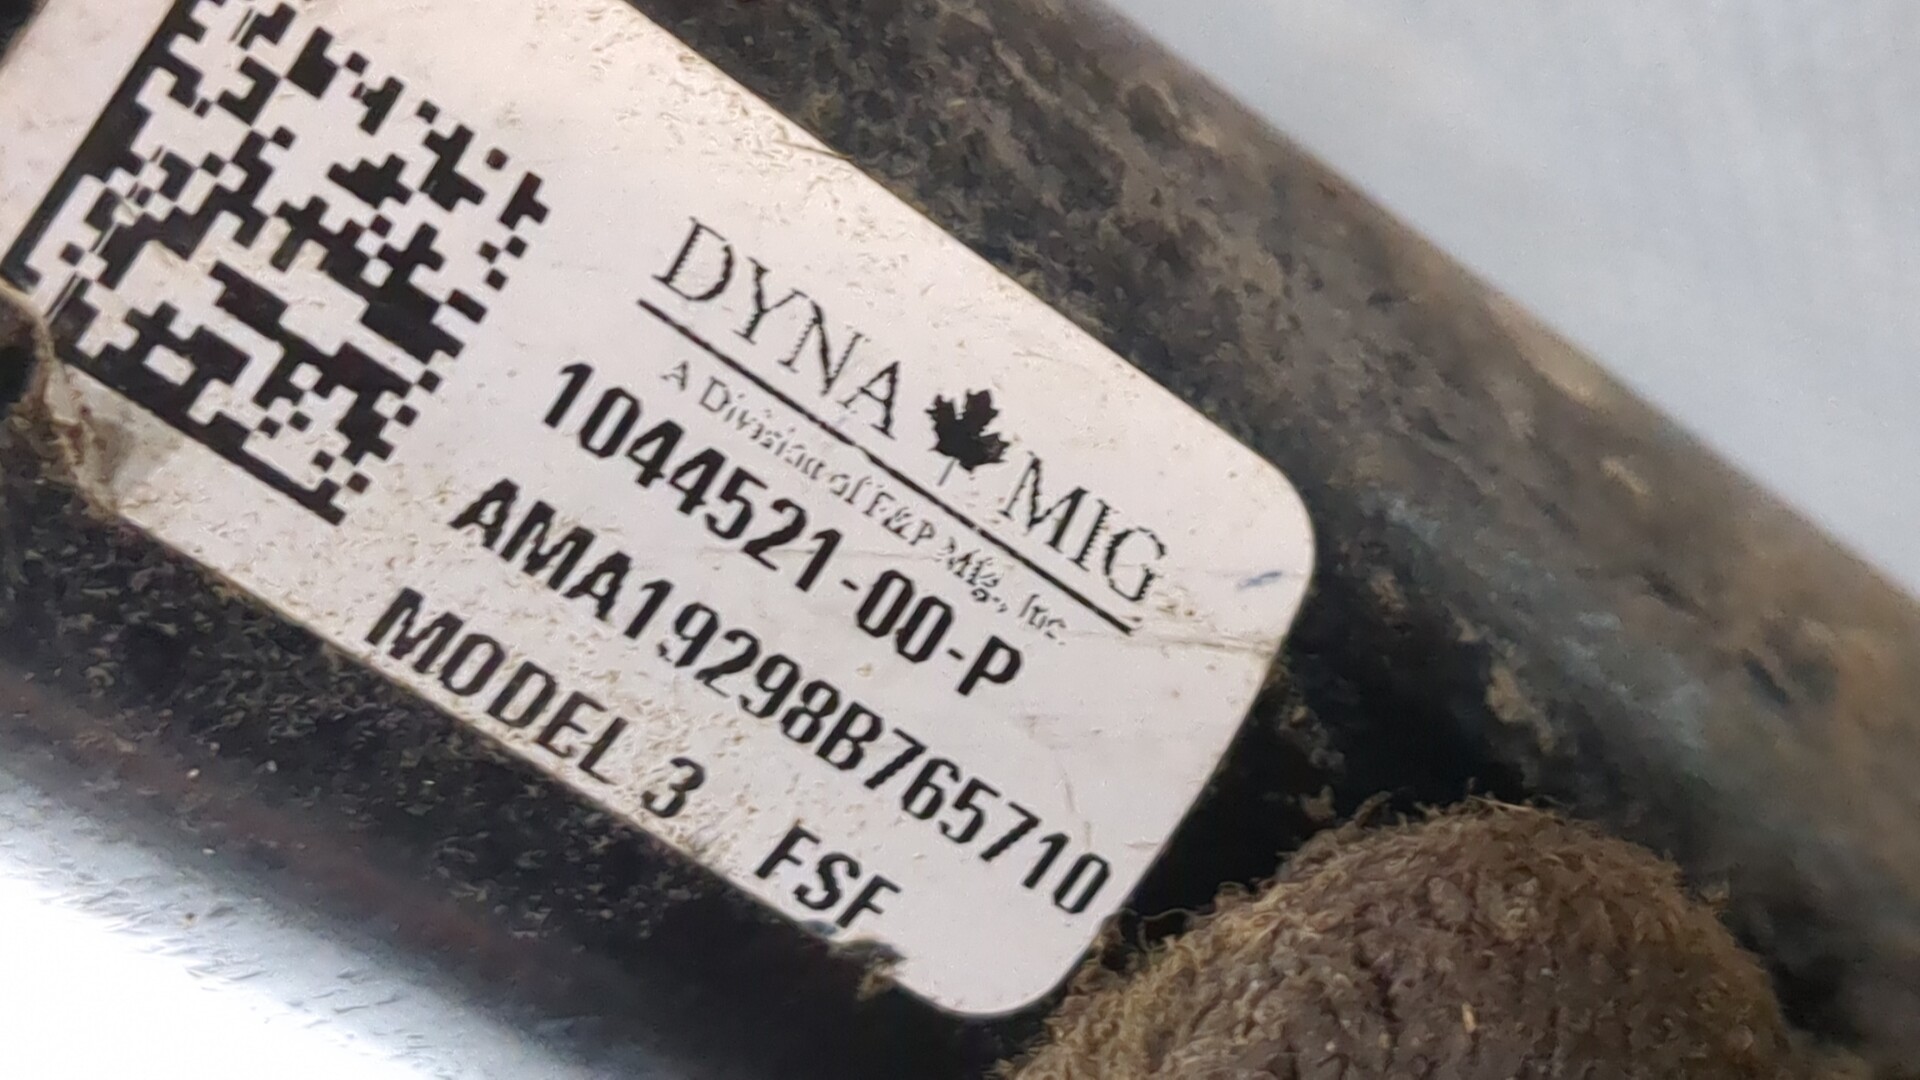 DYNA MIG
A Division of F&P Mfg., Inc.
1044521-00-P
AMA19298B765710
MODEL 3 FSF